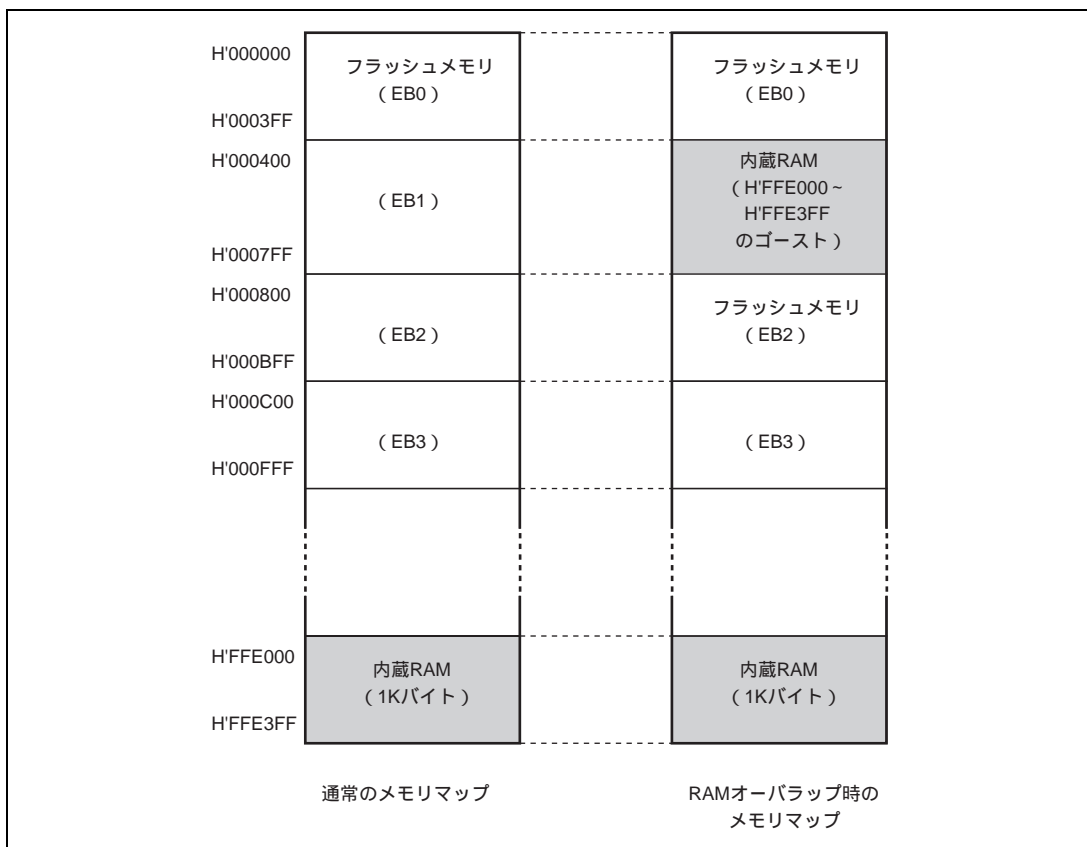 H'000000
フラッシュメモリ
（EB0）
フラッシュメモリ
（EB0）
H'0003FF
H'000400
（EB1）
内蔵RAM
（H'FFE000～
H'FFE3FF
のゴースト）
H'0007FF
H'000800
（EB2）
フラッシュメモリ
（EB2）
H'000BFF
H'000C00
（EB3）
（EB3）
H'000FFF
H'FFE000
内蔵RAM
（1Kバイト）
内蔵RAM
（1Kバイト）
H'FFE3FF
通常のメモリマップ
RAMオーバラップ時の
メモリマップ